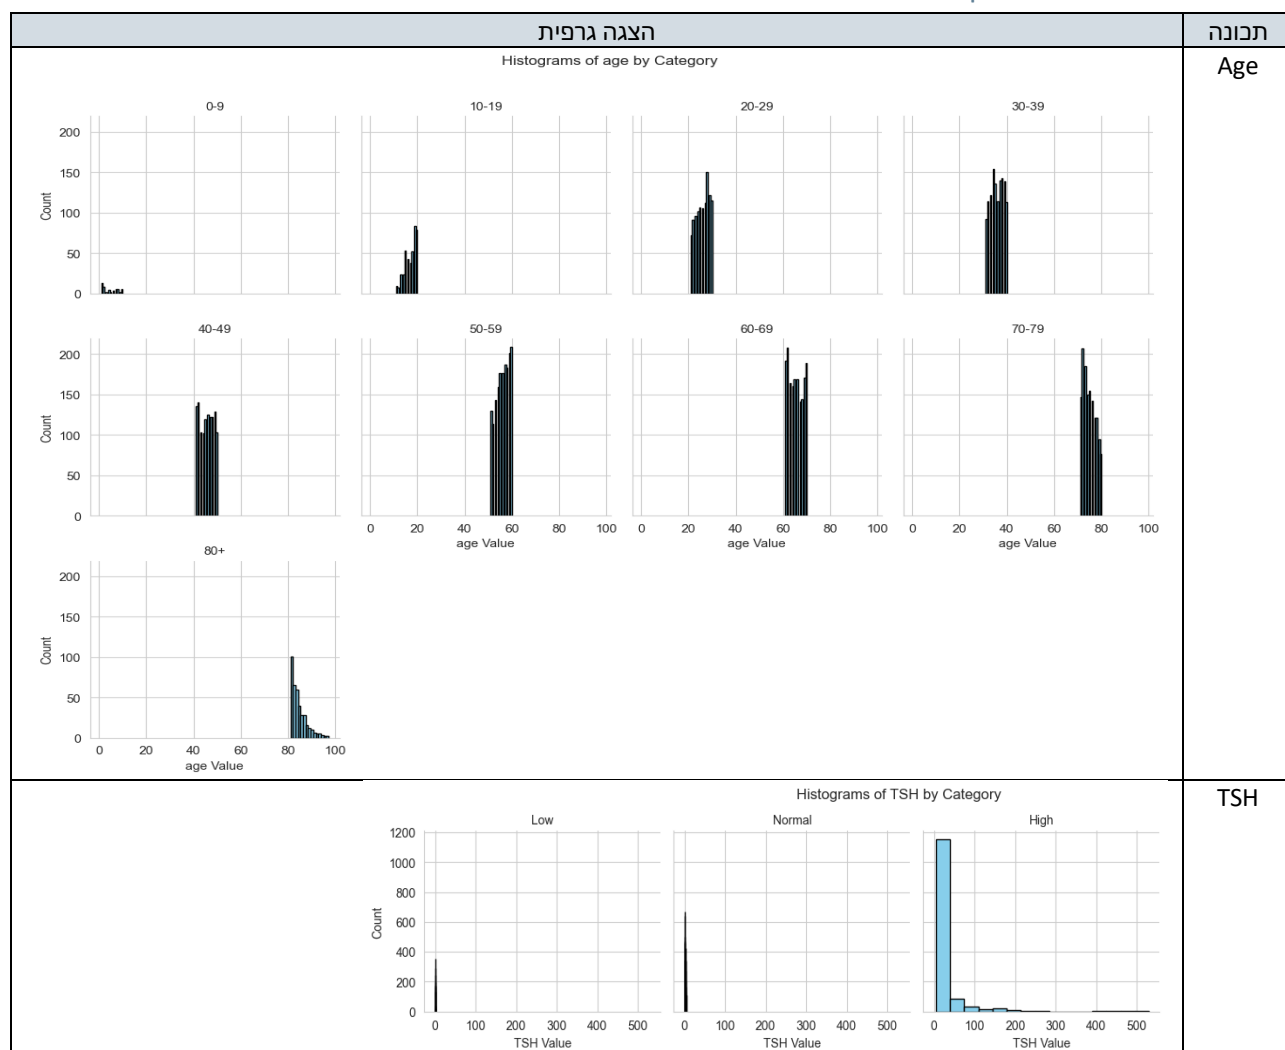 תכונה הצגה גרפית
Age
Histograms of age by Category
0-9 10-19 20-29 30-39
200
150
100
50
0
Count
40-49 50-59 60-69 70-79
200
150
100
50
0
Count
0 20 40 60 80 100 0 20 40 60 80 100 0 20 40 60 80 100
age Value age Value age Value
80+
200
150
100
50
0
Count
0 20 40 60 80 100
age Value
TSH
Histograms of TSH by Category
Low Normal High
1200
1000
800
600
400
200
0
Count
0 100 200 300 400 500 0 100 200 300 400 500 0 100 200 300 400 500
TSH Value TSH Value TSH Value